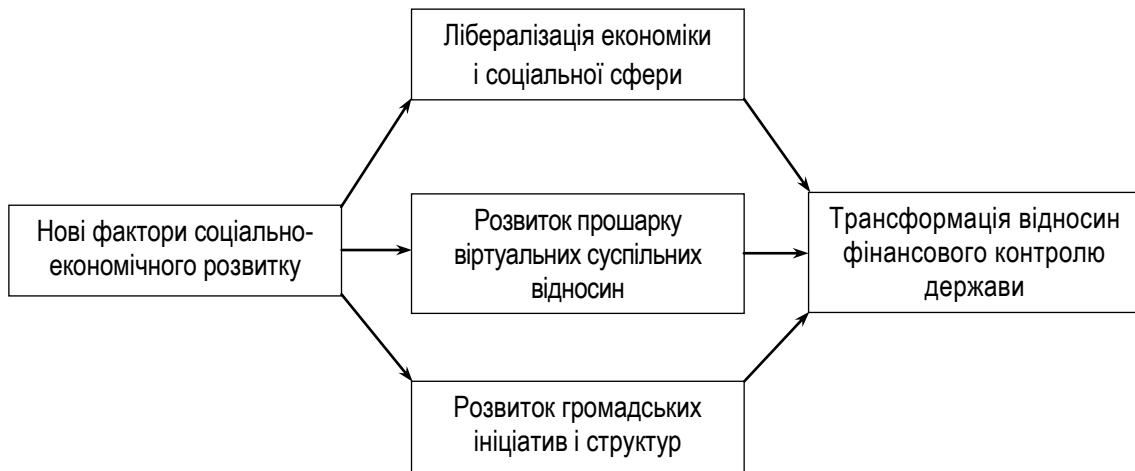 Лібералізація економіки
і соціальної сфери
Нові фактори соціально-
економічного розвитку
Розвиток прошарку
віртуальних суспільних
відносин
Трансформація відносин
фінансового контролю
держави
Розвиток громадських
ініціатив і структур